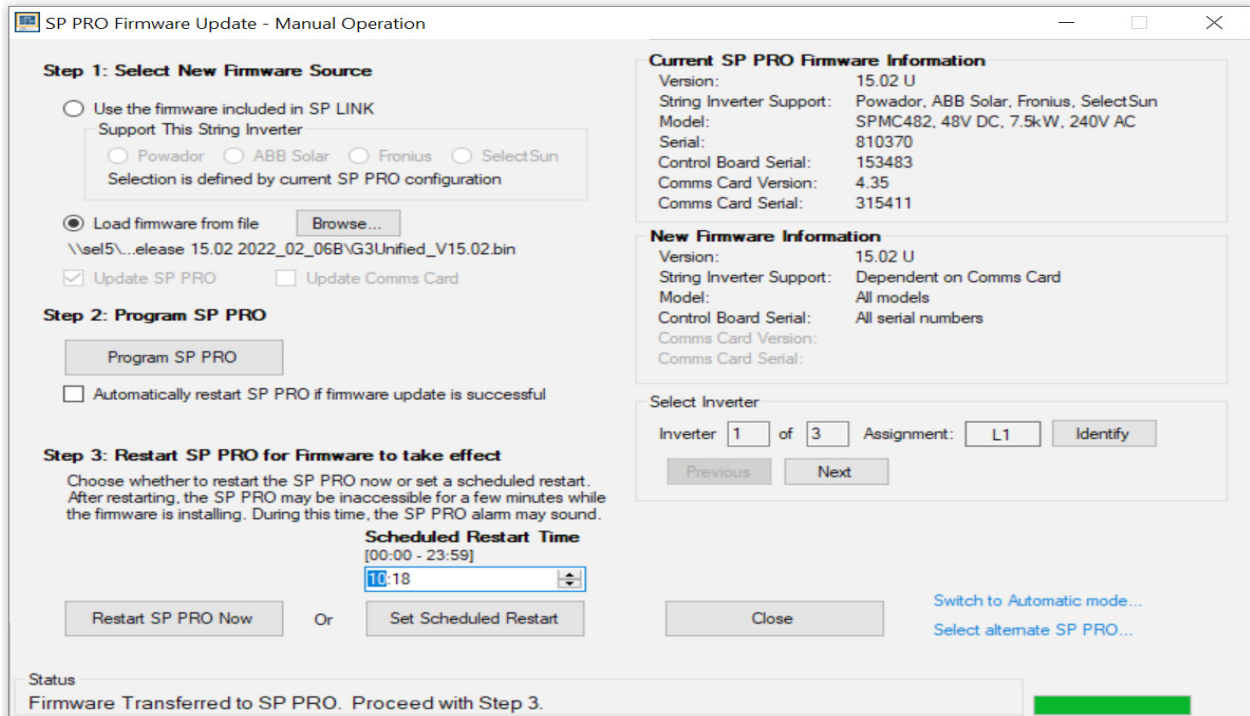 SP PRO Firmware Update - Manual Operation
Step 1: Select New Firmware Source
Use the firmware included in SP LINK
Support This String Inverter
Powador ABB Solar Fronius SelectSun
Selection is defined by current SP PRO configuration
Load firmware from file Browse...
\\sel5\...elease 15.02 2022_02_06B\G3Unified_V15.02.bin
Update SP PRO Update Comms Card
Step 2: Program SP PRO
Program SP PRO
Automatically restart SP PRO if firmware update is successful
Step 3: Restart SP PRO for Firmware to take effect
Choose whether to restart the SP PRO now or set a scheduled restart.
After restarting, the SP PRO may be inaccessible for a few minutes while
the firmware is installing. During this time, the SP PRO alarm may sound.
Scheduled Restart Time
[00:00 - 23:59]
10:18
Restart SP PRO Now Or Set Scheduled Restart
Current SP PRO Firmware Information
Version: 15.02 U
String Inverter Support: Powador, ABB Solar, Fronius, SelectSun
Model: SPMC482, 48V DC, 7.5kW, 240V AC
Serial: 810370
Control Board Serial: 153483
Comms Card Version: 4.35
Comms Card Serial: 315411
New Firmware Information
Version: 15.02 U
String Inverter Support: Dependent on Comms Card
Model: All models
Control Board Serial: All serial numbers
Comms Card Version:
Comms Card Serial:
Select Inverter
Inverter 1 of 3 Assignment: L1 Identify
Previous Next
Close
Switch to Automatic mode...
Select alternate SP PRO...
Status
Firmware Transferred to SP PRO. Proceed with Step 3.